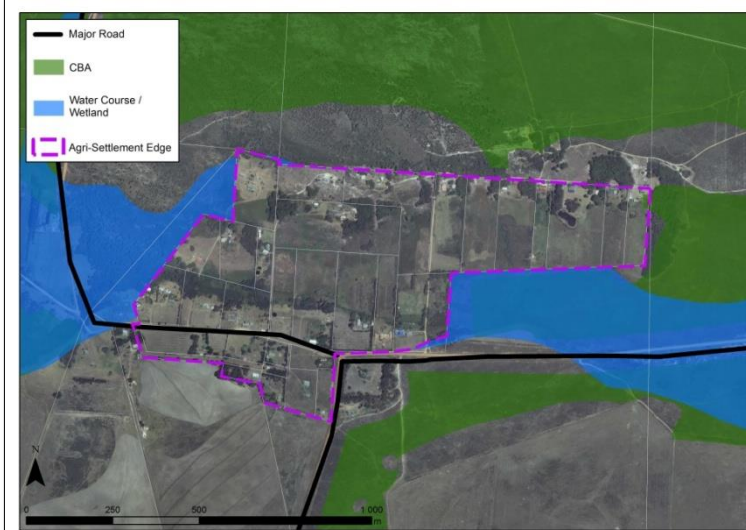 Major Road
CBA
Water Course /
Wetland
Agri-Settlement Edge
N
0 250 500 1 000
m